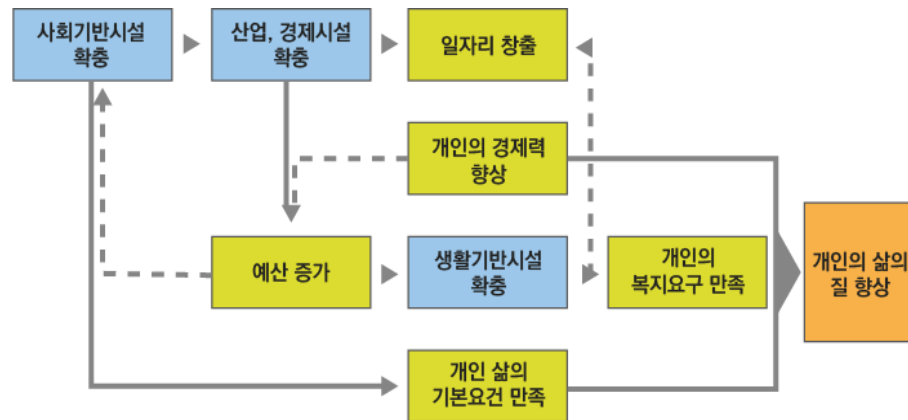 사회기반시설
확충
산업, 경제시설
확충
일자리 창출
개인의 경제력
향상
예산 증가
생활기반시설
확충
개인의
복지요구 만족
개인의 삶의
질 향상
개인 삶의
기본요건 만족